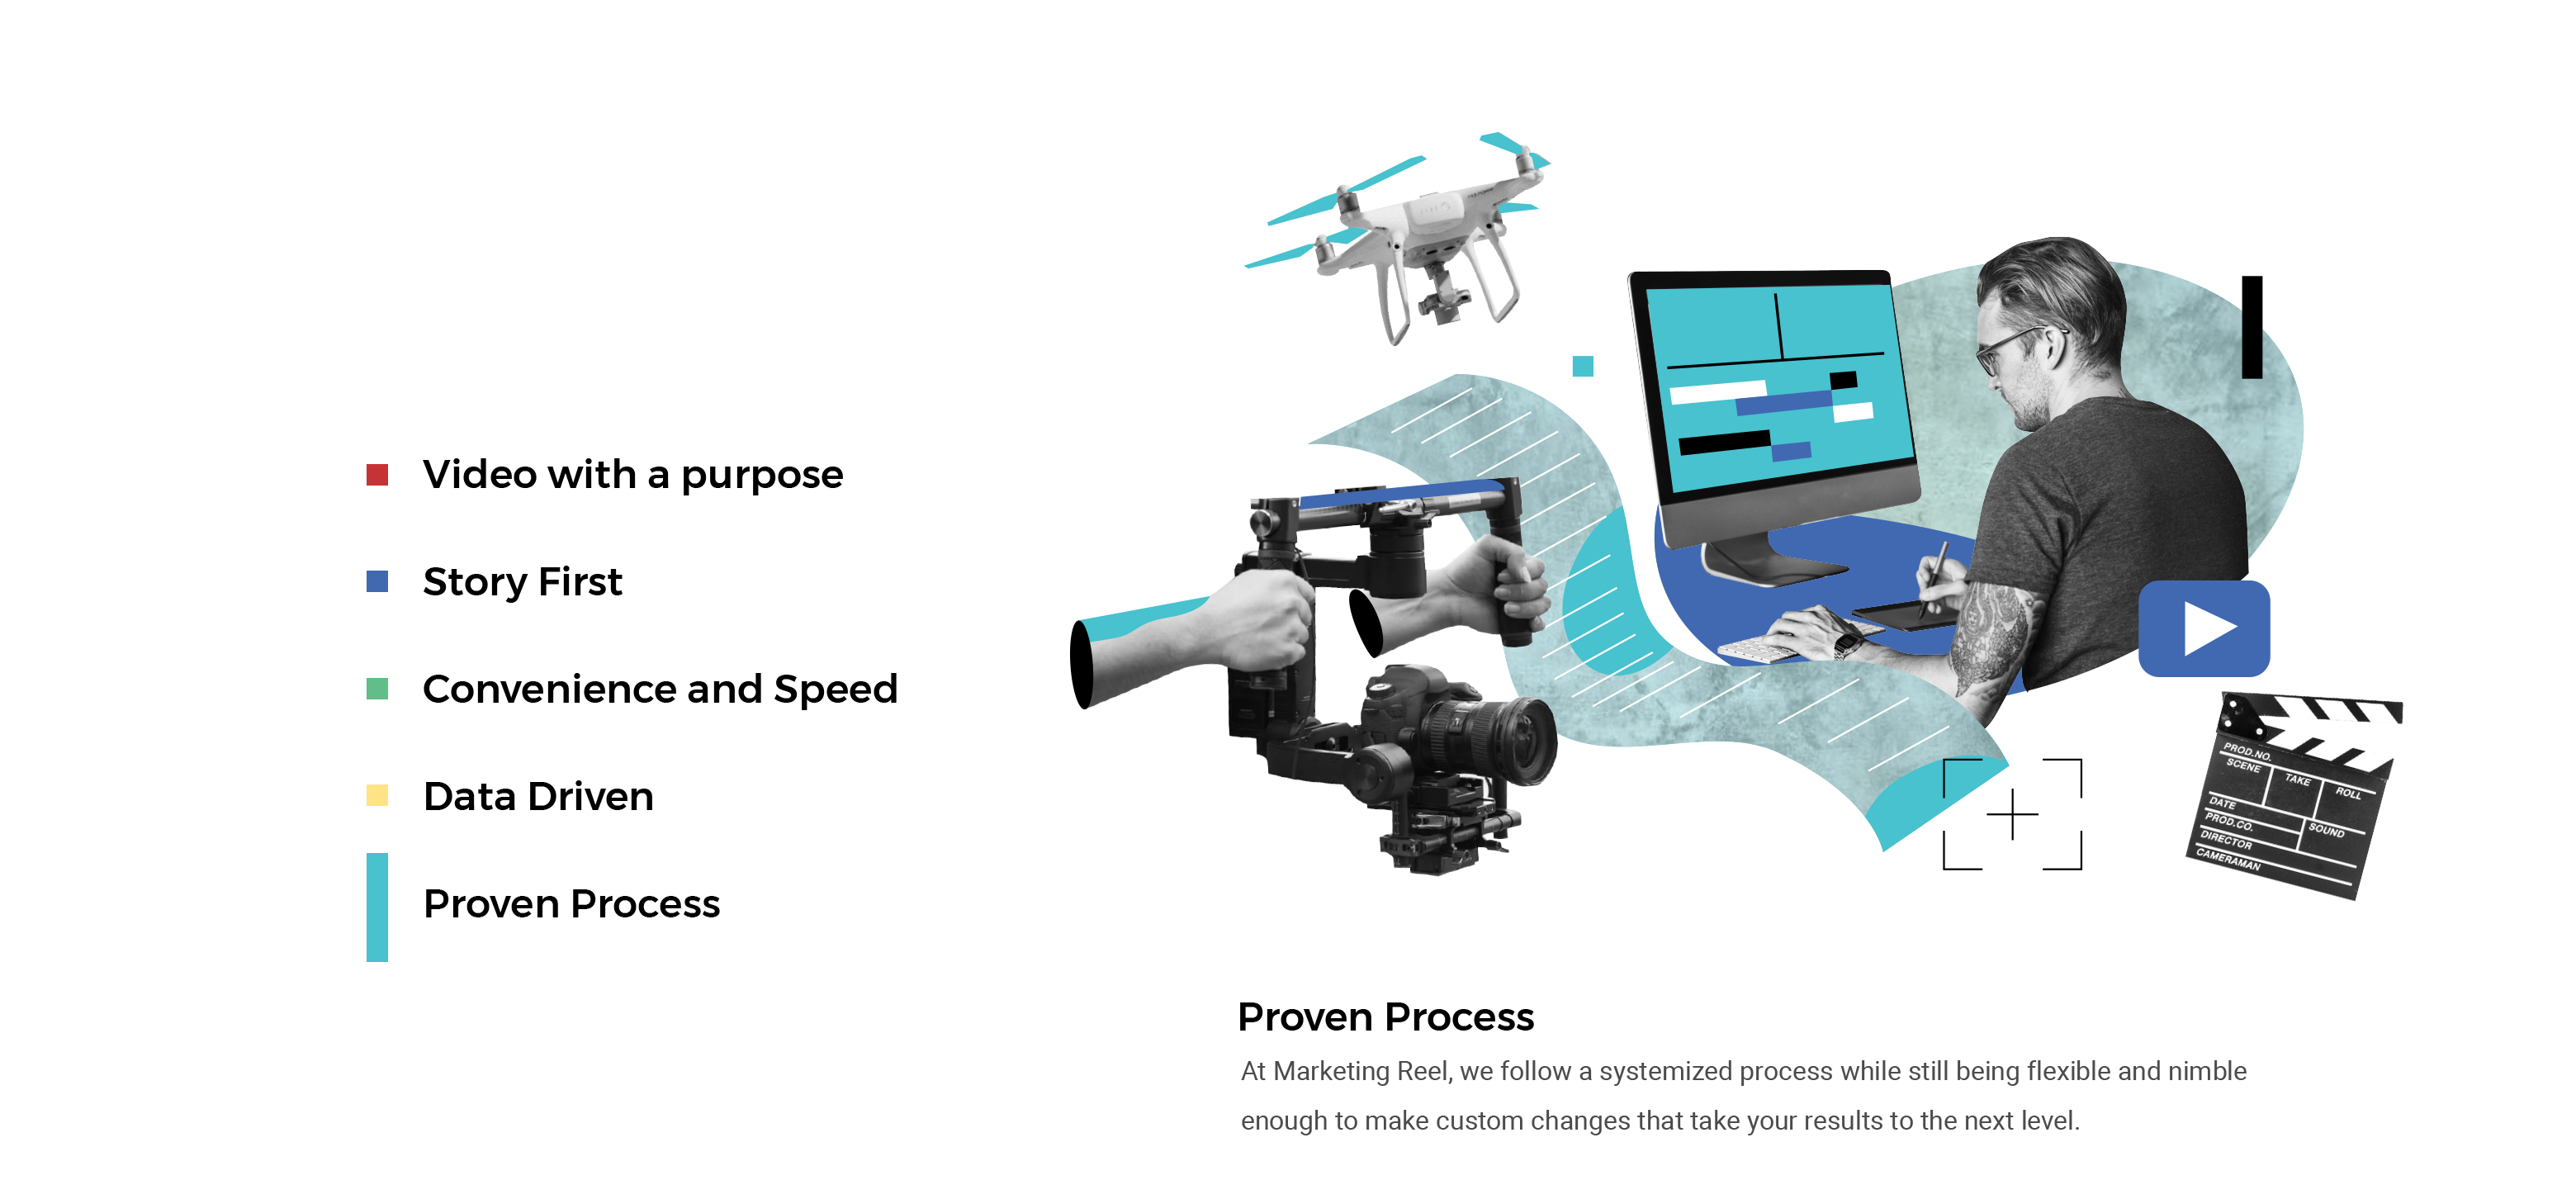 Video with a purpose
Story First
Convenience and Speed
Data Driven
Proven Process
PROD.NO.
SCENE TAKE ROLL
DATE
PROD.CO. SOUND
DIRECTOR
CAMERAMAN
Proven Process
At Marketing Reel, we follow a systemized process while still being flexible and nimble
enough to make custom changes that take your results to the next level.